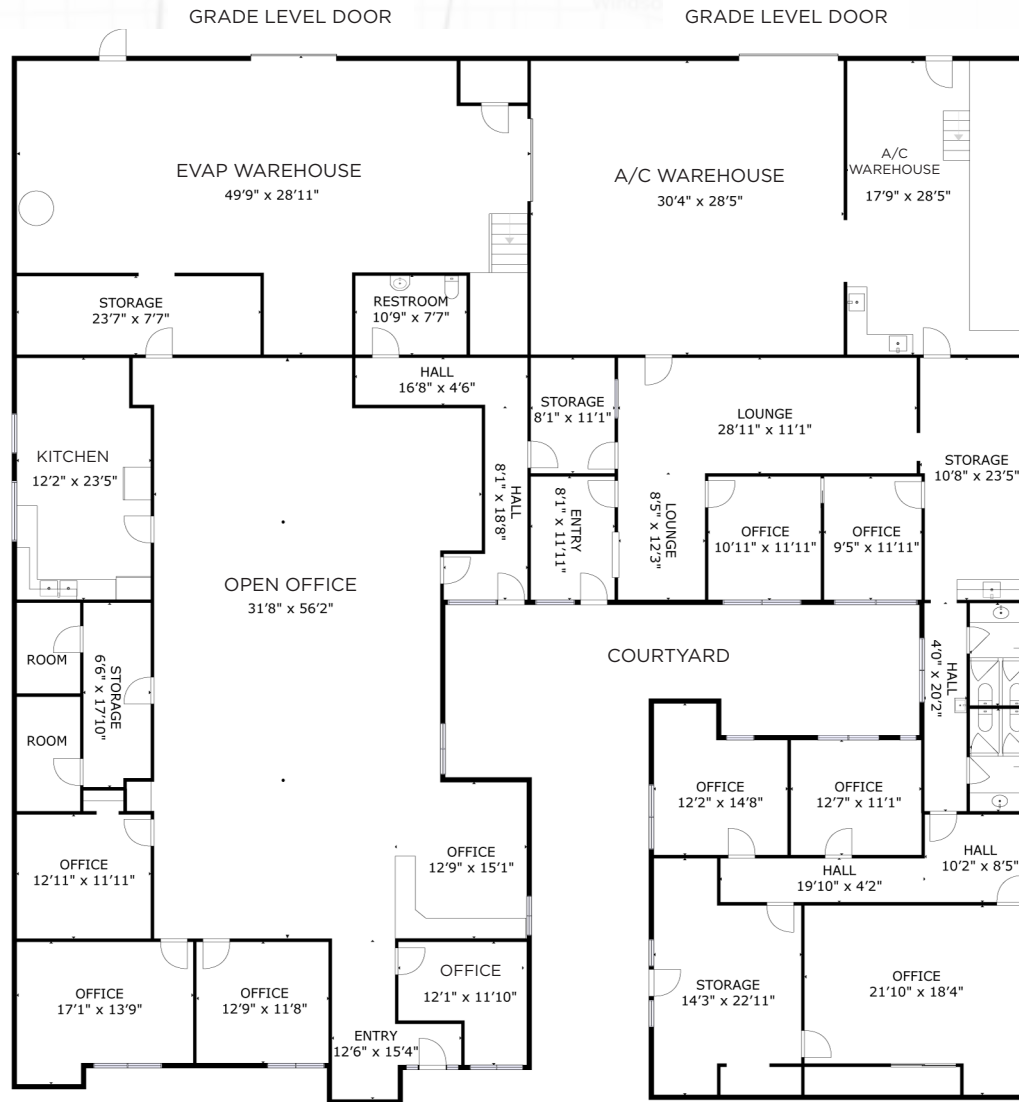 Windso
GRADE LEVEL DOOR
GRADE LEVEL DOOR
EVAP WAREHOUSE
49'9" x 28'11"
A/C WAREHOUSE
30'4" x 28'5"
A/C
WAREHOUSE
17'9" x 28'5"
STORAGE
23'7" x 7'7"
RESTROOM
10'9" x 7'7"
HALL
16'8" x 4'6"
STORAGE
8'1" x 11'1"
LOUNGE
28'11" x 11'1"
KITCHEN
12'2" x 23'5"
STORAGE
10'8" x 23'5"
HALL
8'1" x 18'8"
ENTRY
8'1" x 11'11"
LOUNGE
8'5" x 12'3"
OFFICE
10'11" x 11'11"
OFFICE
9'5" x 11'11"
OPEN OFFICE
31'8" x 56'2"
COURTYARD
ROOM
STORAGE
6'6" x 17'10"
HALL
4'0" x 20'2"
ROOM
OFFICE
12'2" x 14'8"
OFFICE
12'7" x 11'1"
OFFICE
12'11" x 11'11"
OFFICE
12'9" x 15'1"
HALL
10'2" x 8'5"
HALL
19'10" x 4'2"
OFFICE
17'1" x 13'9"
OFFICE
12'9" x 11'8"
OFFICE
12'1" x 11'10"
STORAGE
14'3" x 22'11"
OFFICE
21'10" x 18'4"
ENTRY
12'6" x 15'4"